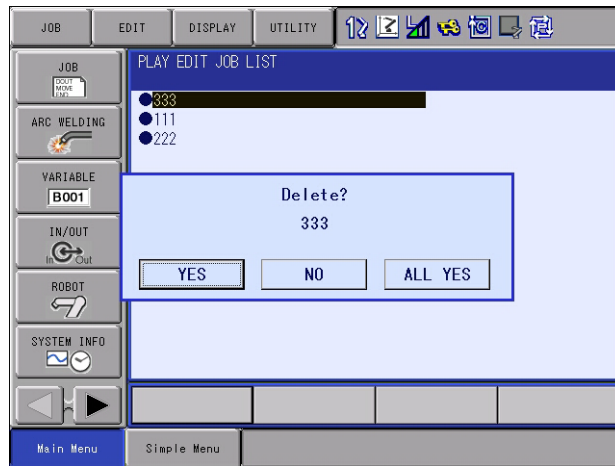 JOB
EDIT
DISPLAY
UTILITY
JOB
DOUT
MOVE
END
ARC WELDING
VARIABLE
B001
IN/OUT
In Out
ROBOT
SYSTEM INFO
PLAY EDIT JOB LIST
333
111
222
Delete?
333
YES
NO
ALL YES
Main Menu
Simple Menu